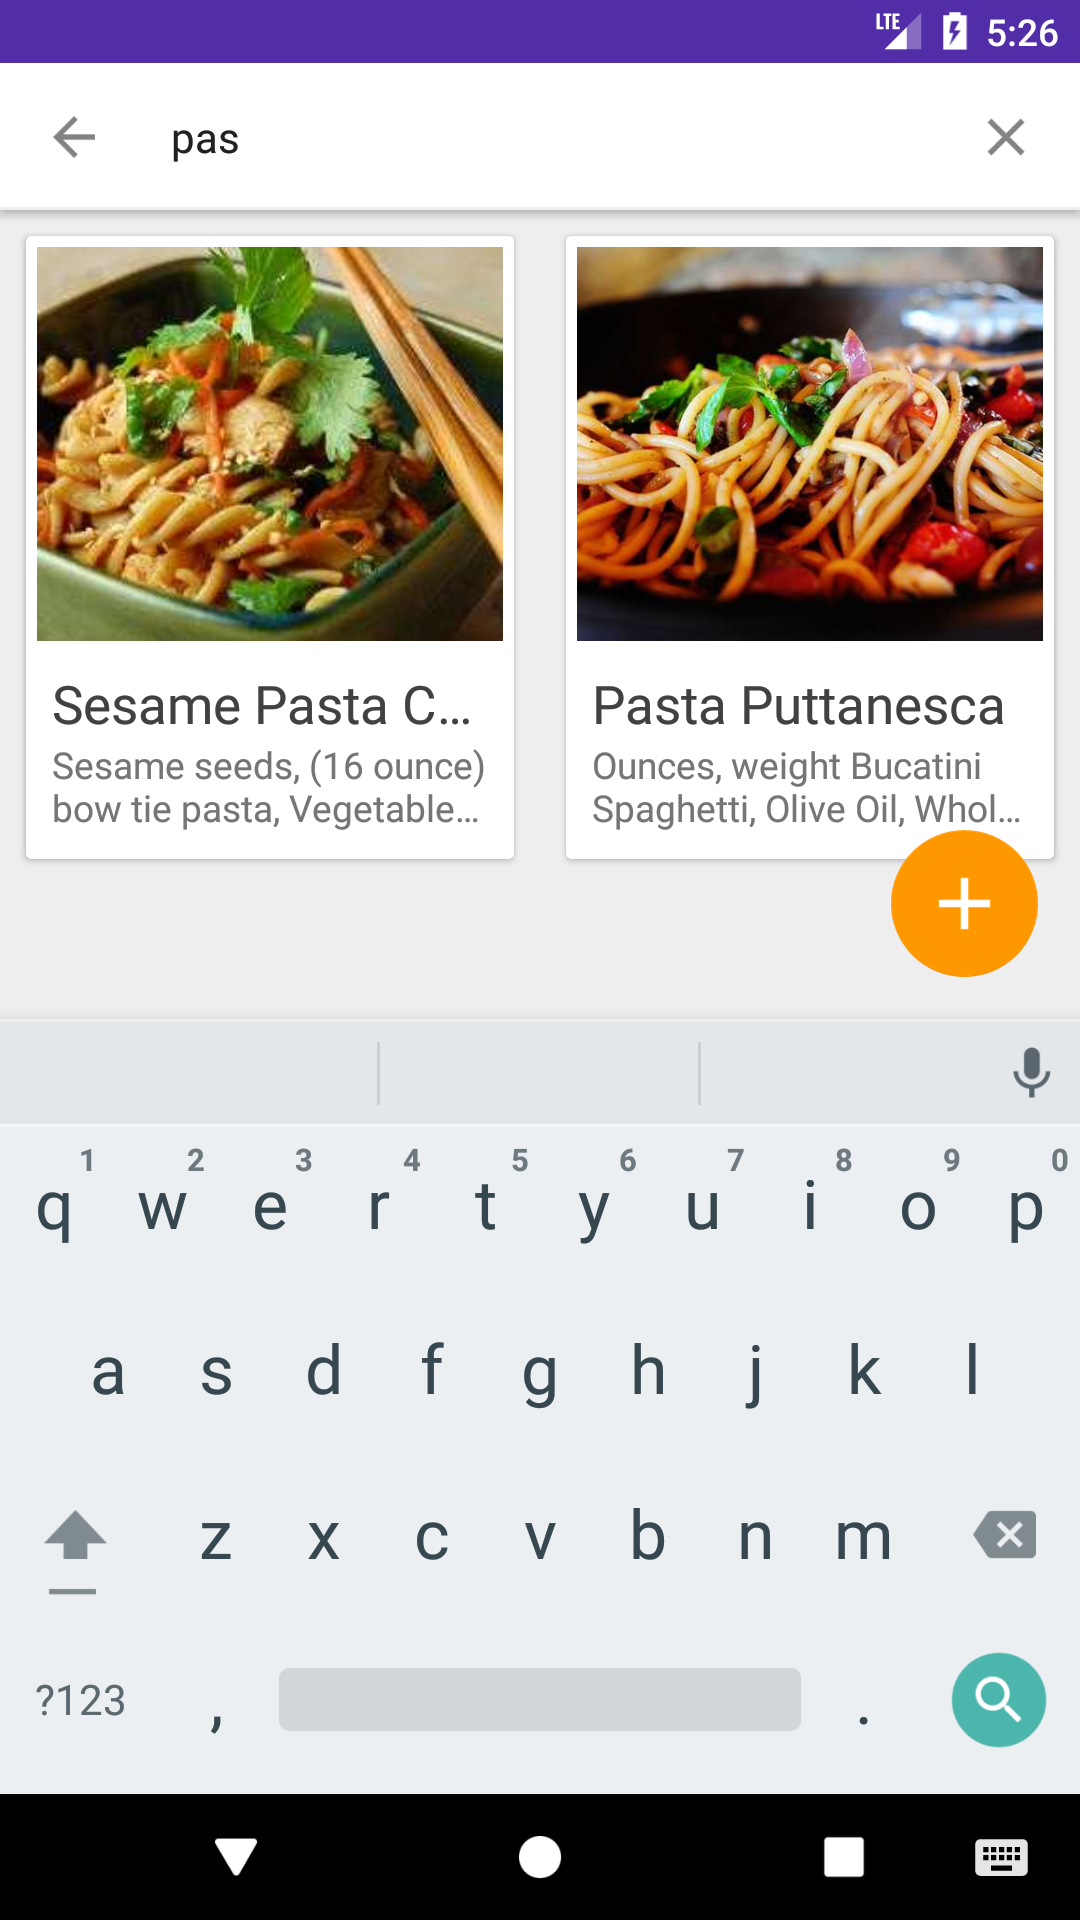 LTE 5:26
pas
Sesame Pasta C...
Sesame seeds, (16 ounce)
bow tie pasta, Vegetable...
Pasta Puttanesca
Ounces, weight Bucatini
Spaghetti, Olive Oil, Whol...
1 2 3 4 5 6 7 8 9 0
q w e r t y u i o p
a s d f g h j k l
z x c v b n m
?123 , .